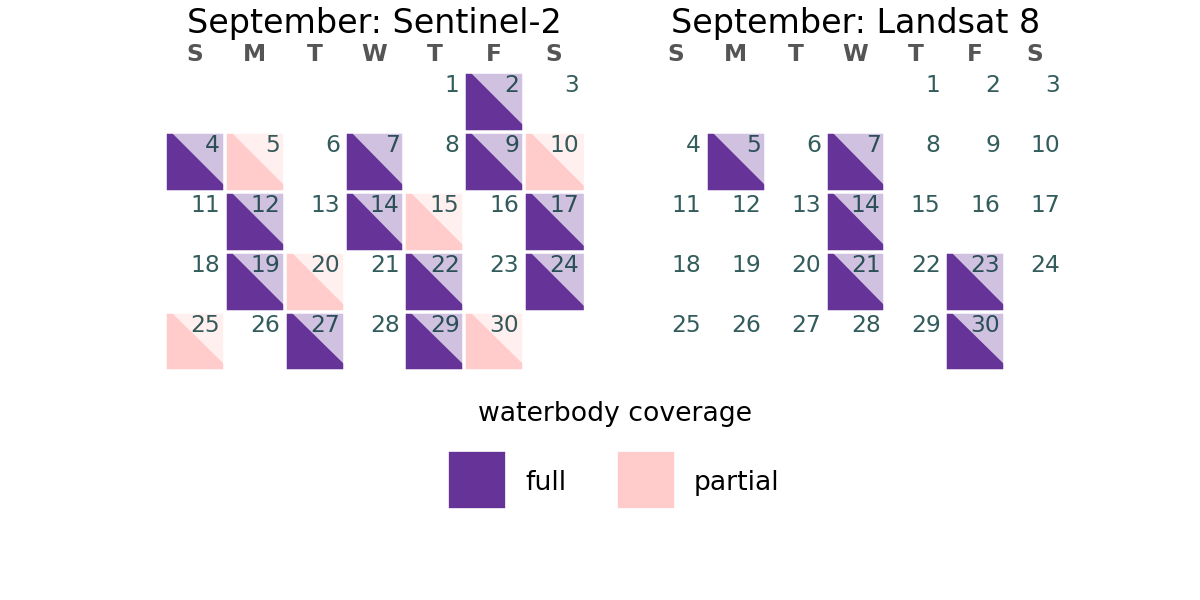 September: Sentinel-2
S M T W T F S
1 2 3
4 5 6 7 8 9 10
11 12 13 14 15 16 17
18 19 20 21 22 23 24
25 26 27 28 29 30
September: Landsat 8
S M T W T F S
1 2 3
4 5 6 7 8 9 10
11 12 13 14 15 16 17
18 19 20 21 22 23 24
25 26 27 28 29 30
waterbody coverage
full partial